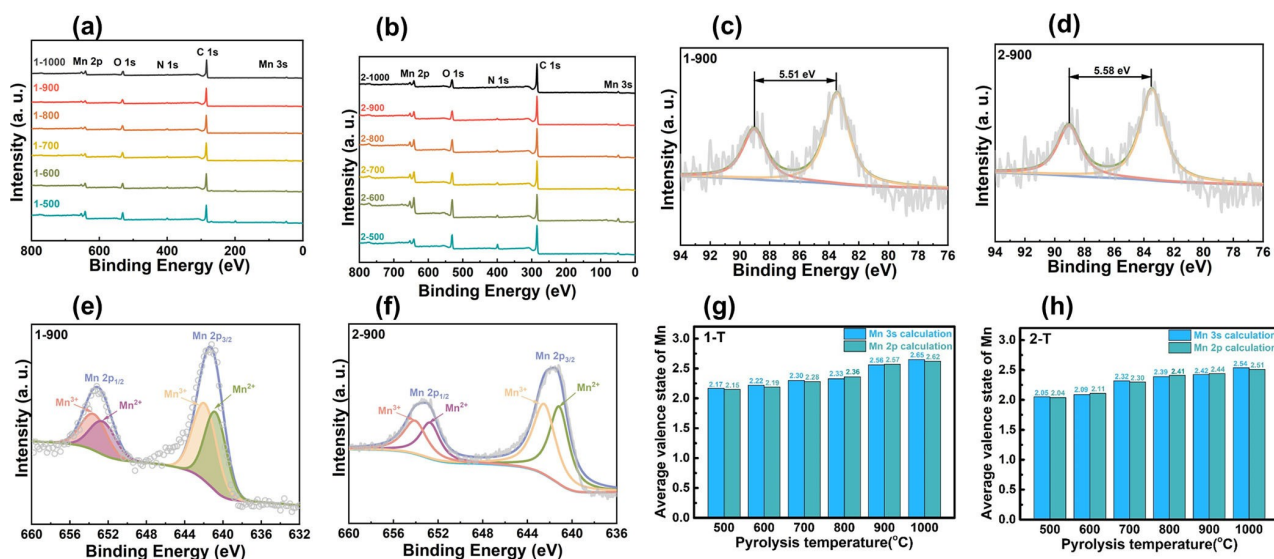 (a)
Mn 2p O 1s N 1s C 1s Mn 3s
1-1000
1-900
1-800
1-700
1-600
1-500
Intensity (a. u.)
800 600 400 200 0
Binding Energy (eV)
(b)
Mn 2p O 1s N 1s C 1s Mn 3s
2-1000
2-900
2-800
2-700
2-600
2-500
Intensity (a. u.)
800 700 600 500 400 300 200 100 0
Binding Energy (eV)
(c)
1-900
5.51 eV
Intensity (a. u.)
94 92 90 88 86 84 82 80 78 76
Binding Energy (eV)
(d)
2-900
5.58 eV
Intensity (a. u.)
94 92 90 88 86 84 82 80 78 76
Binding Energy (eV)
(e)
1-900
Mn 2p3/2
Mn 2p1/2
Mn3+ Mn2+ Mn3+ Mn2+
Intensity (a. u.)
660 656 652 648 644 640 636 632
Binding Energy (eV)
(f)
2-900
Mn 2p3/2
Mn 2p1/2
Mn3+ Mn2+ Mn3+ Mn2+
Intensity (a. u.)
660 656 652 648 644 640 636
Binding Energy (eV)
(g)
1-T
Mn 3s calculation
Mn 2p calculation
2.17 2.15 2.22 2.19 2.30 2.28 2.33 2.36 2.56 2.57 2.65 2.62
Average valence state of Mn
3.0
2.5
2.0
1.5
1.0
0.5
0.0
500 600 700 800 900 1000
Pyrolysis temperature(°C)
(h)
2-T
Mn 3s calculation
Mn 2p calculation
2.05 2.04 2.09 2.11 2.32 2.30 2.39 2.41 2.42 2.44 2.54 2.51
Average valence state of Mn
3.0
2.5
2.0
1.5
1.0
0.5
0.0
500 600 700 800 900 1000
Pyrolysis temperature(°C)